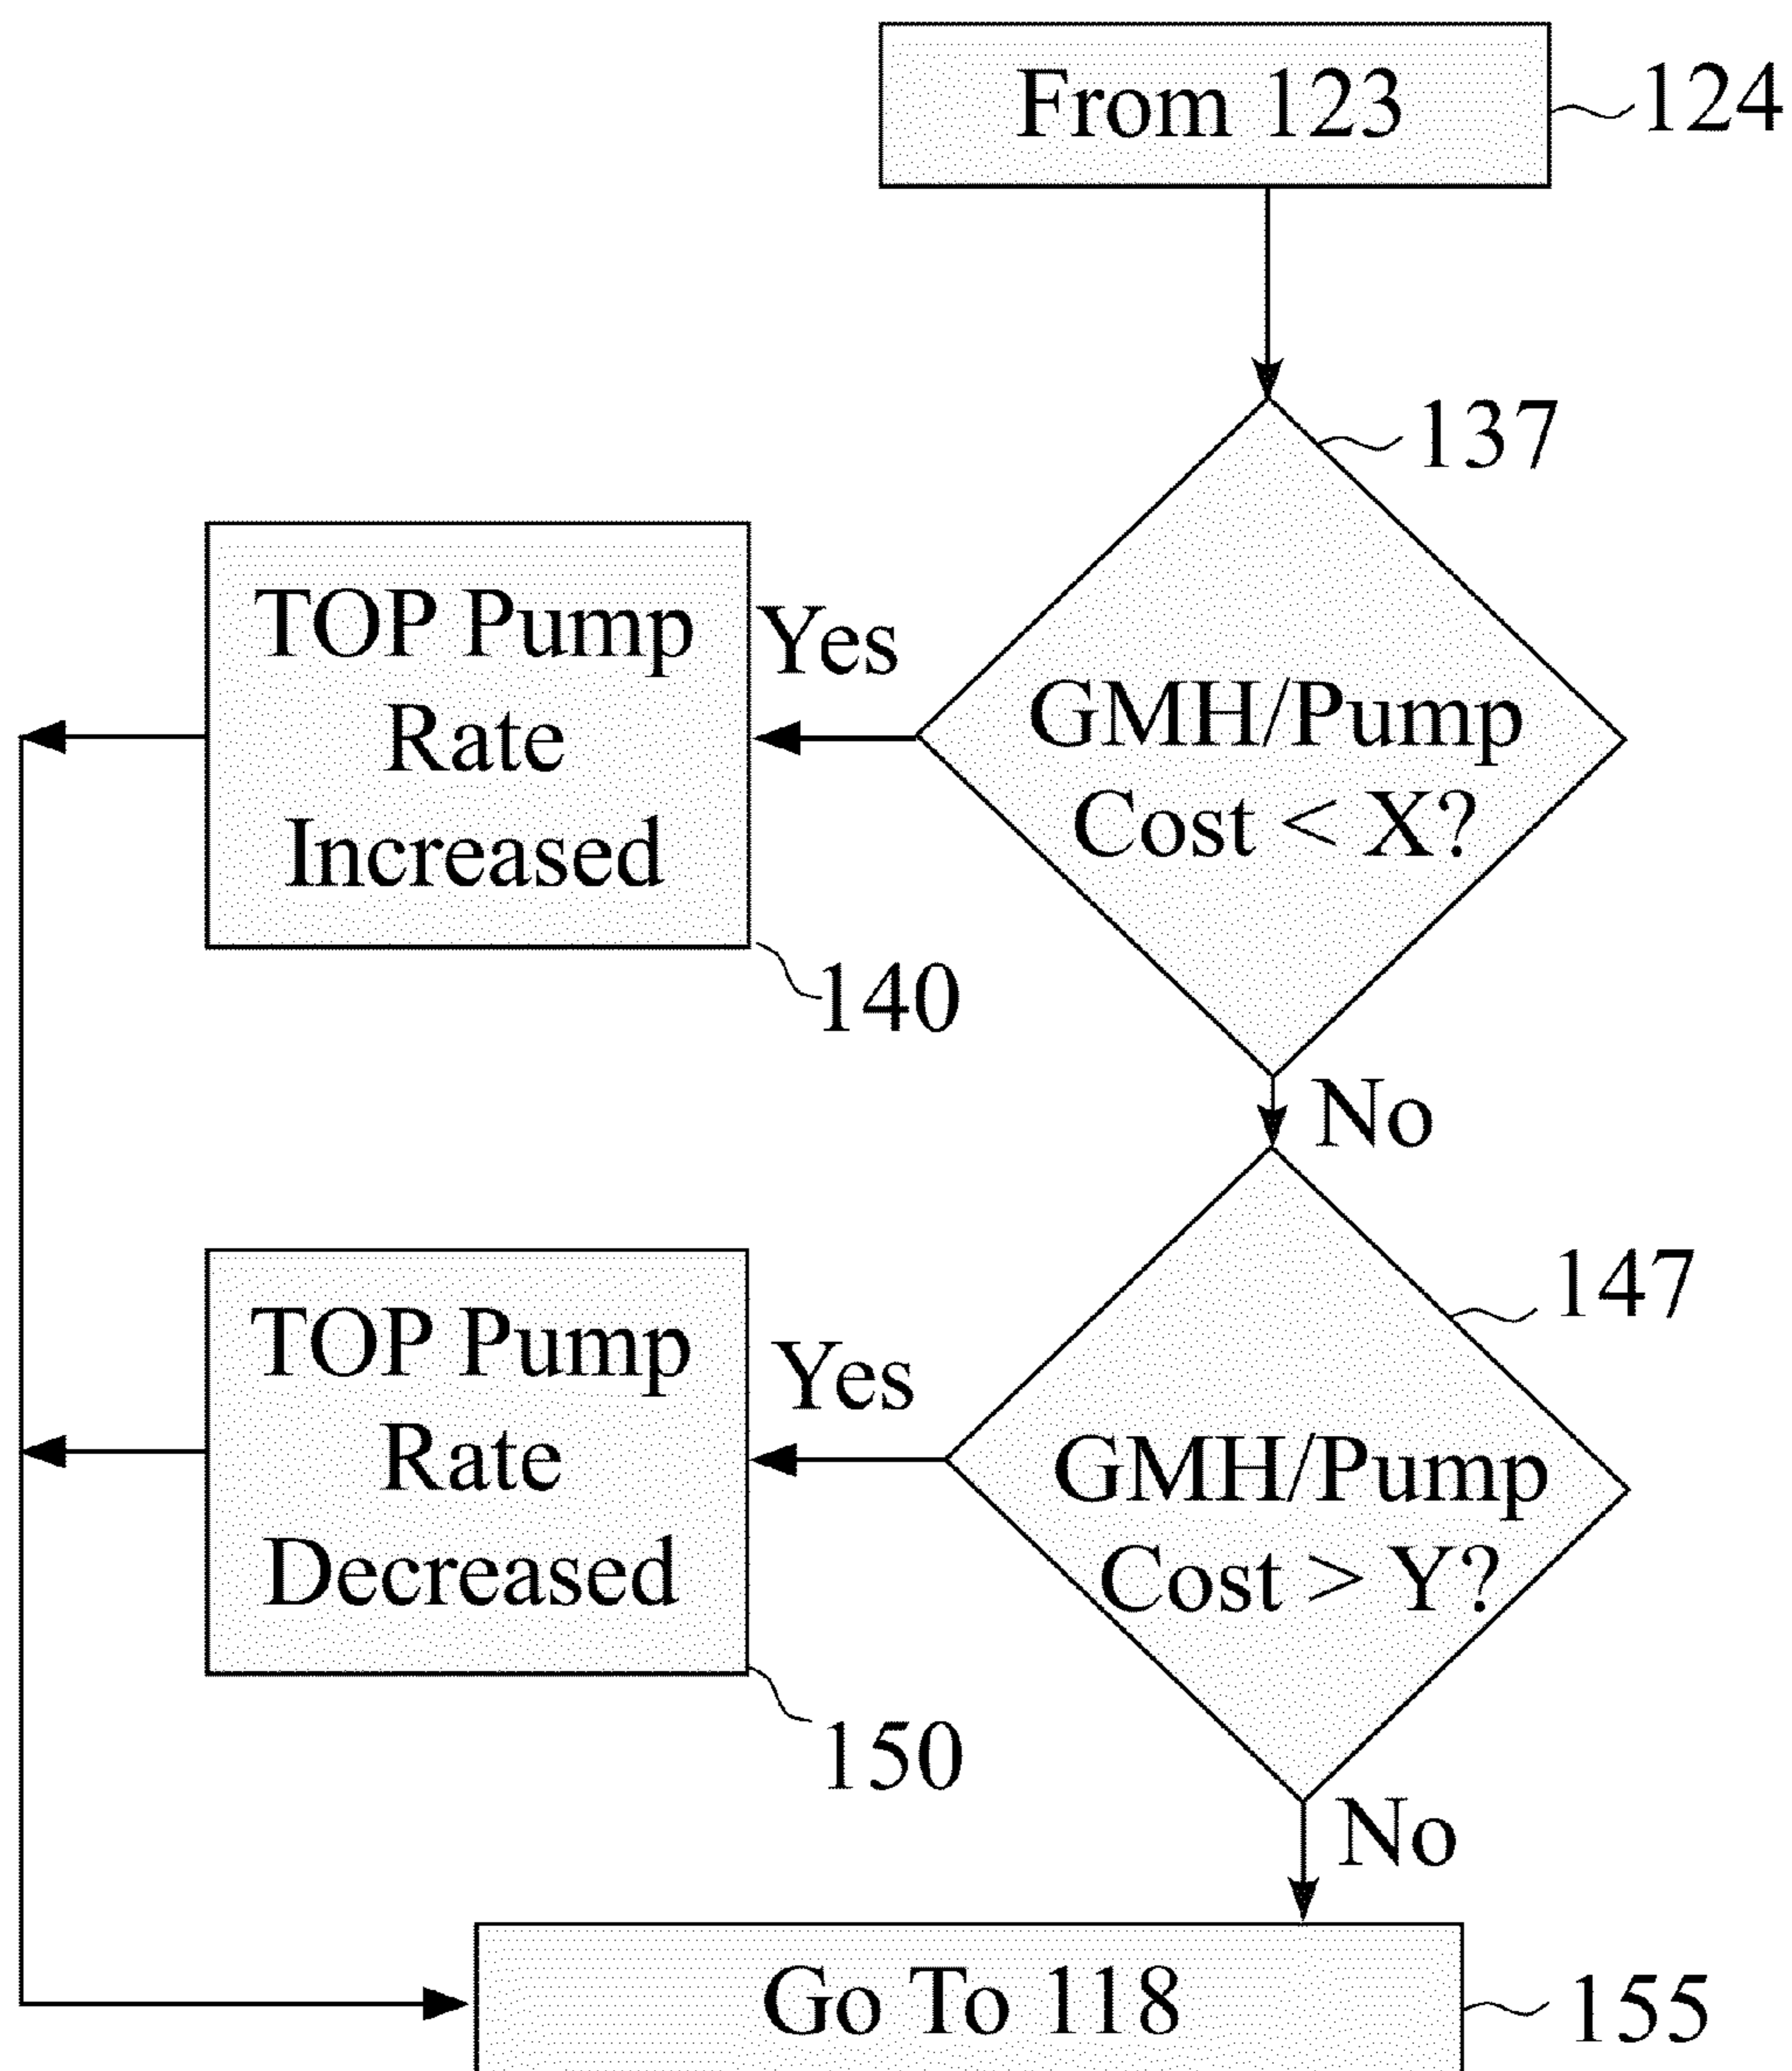 From 123
124
137
GMH/Pump
Cost < X?
Yes
TOP Pump
Rate
Increased
140
No
147
GMH/Pump
Cost > Y?
Yes
TOP Pump
Rate
Decreased
150
No
Go To 118
155